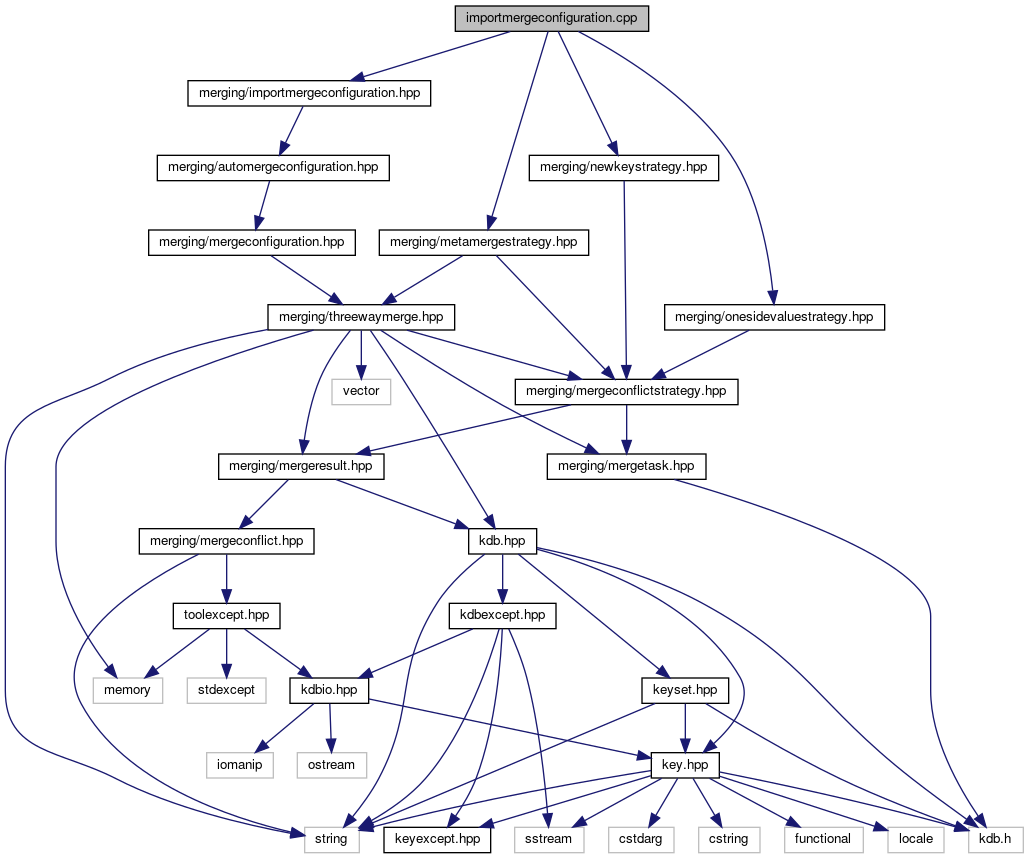 importmergeconfiguration.cpp
merging/importmergeconfiguration.hpp
merging/automergeconfiguration.hpp
merging/newkeystrategy.hpp
merging/mergeconfiguration.hpp
merging/metamergestrategy.hpp
merging/threewaymerge.hpp
merging/onesidevaluestrategy.hpp
vector
merging/mergeconflictstrategy.hpp
merging/mergeresult.hpp
merging/mergetask.hpp
merging/mergeconflict.hpp
kdb.hpp
toolexcept.hpp
kdbexcept.hpp
memory
stdexcept
kdbio.hpp
keyset.hpp
iomanip
ostream
key.hpp
string
keyexcept.hpp
sstream
cstdarg
cstring
functional
locale
kdb.h